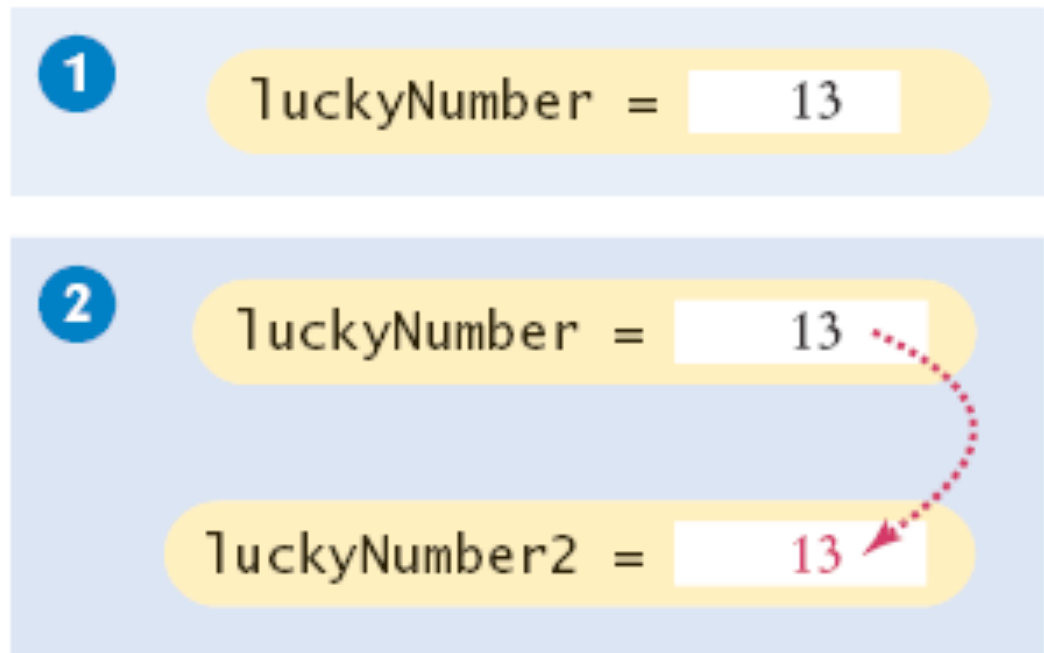 1
luckyNumber = 13
2
luckyNumber = 13
luckyNumber2 = 13